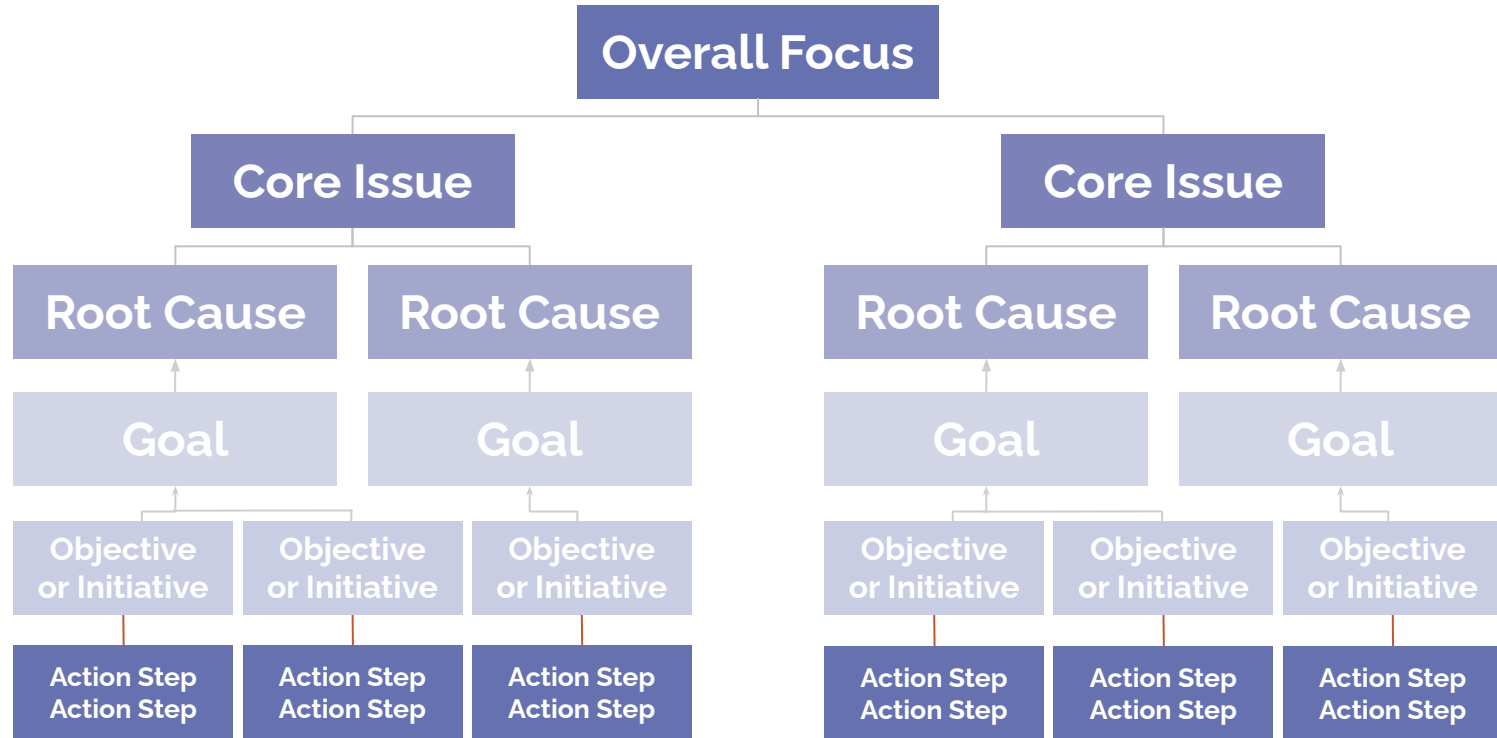 Overall Focus
Core Issue
Core Issue
Root Cause
Root Cause
Root Cause
Root Cause
Goal
Goal
Goal
Goal
Objective
or Initiative
Objective
or Initiative
Objective
or Initiative
Objective
or Initiative
Objective
or Initiative
Objective
or Initiative
Action Step
Action Step
Action Step
Action Step
Action Step
Action Step
Action Step
Action Step
Action Step
Action Step
Action Step
Action Step